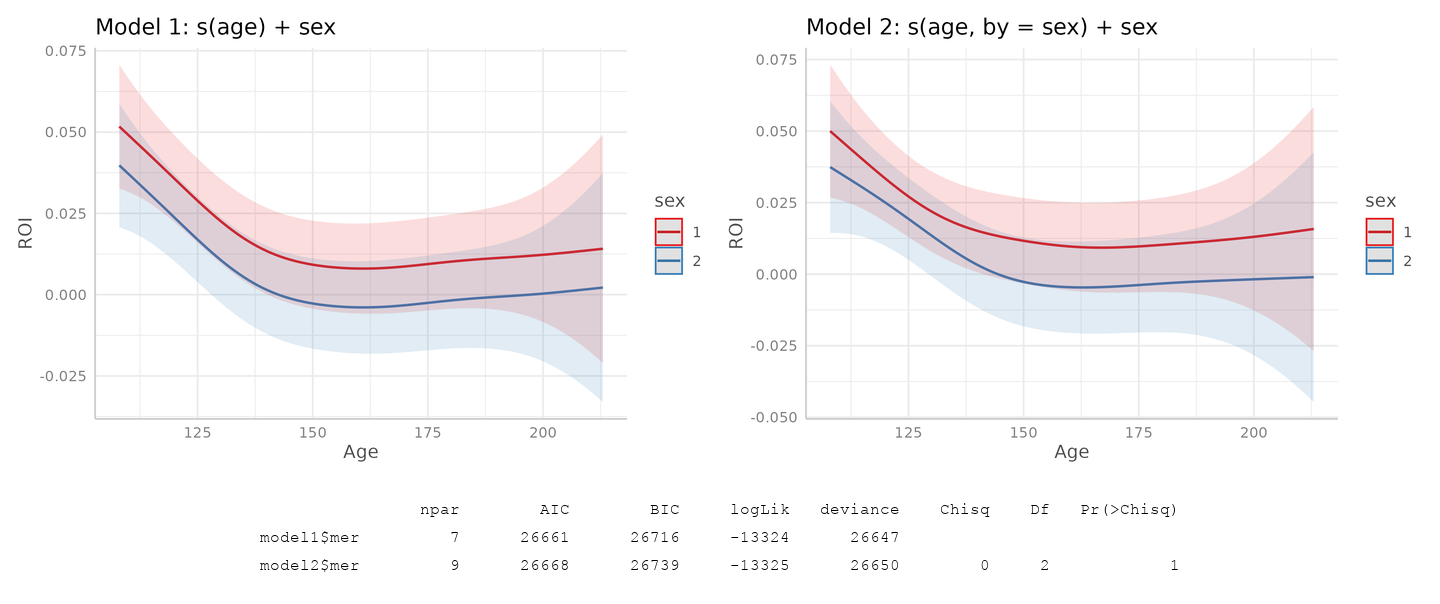 Model 1: s(age) + sex
0.075
0.050
0.025
0.000
-0.025
ROI
125 150 175 200
Age
sex
1
2
Model 2: s(age, by = sex) + sex
0.075
0.050
0.025
0.000
-0.025
-0.050
ROI
125 150 175 200
Age
sex
1
2
npar AIC BIC logLik deviance Chisq Df Pr(>Chisq)
model1$mer 7 26661 26716 -13324 26647
model2$mer 9 26668 26739 -13325 26650 0 2 1